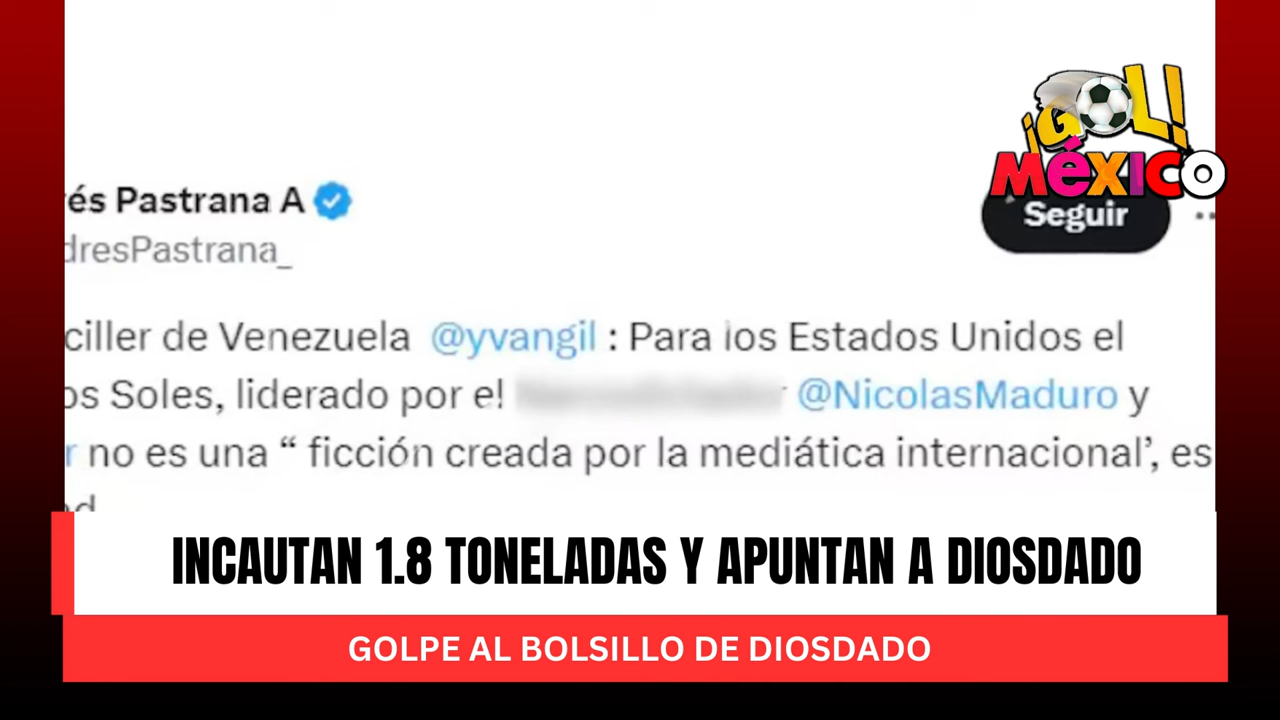 ¡GOL!
México
rés Pastrana A
dresPastrana_
Seguir
ciller de Venezuela @yvangil : Para los Estados Unidos el
os Soles, liderado por el @NicolasMaduro y
r no es una “ ficción creada por la mediática internacional’, es
INCAUTAN 1.8 TONELADAS Y APUNTAN A DIOSDADO
GOLPE AL BOLSILLO DE DIOSDADO